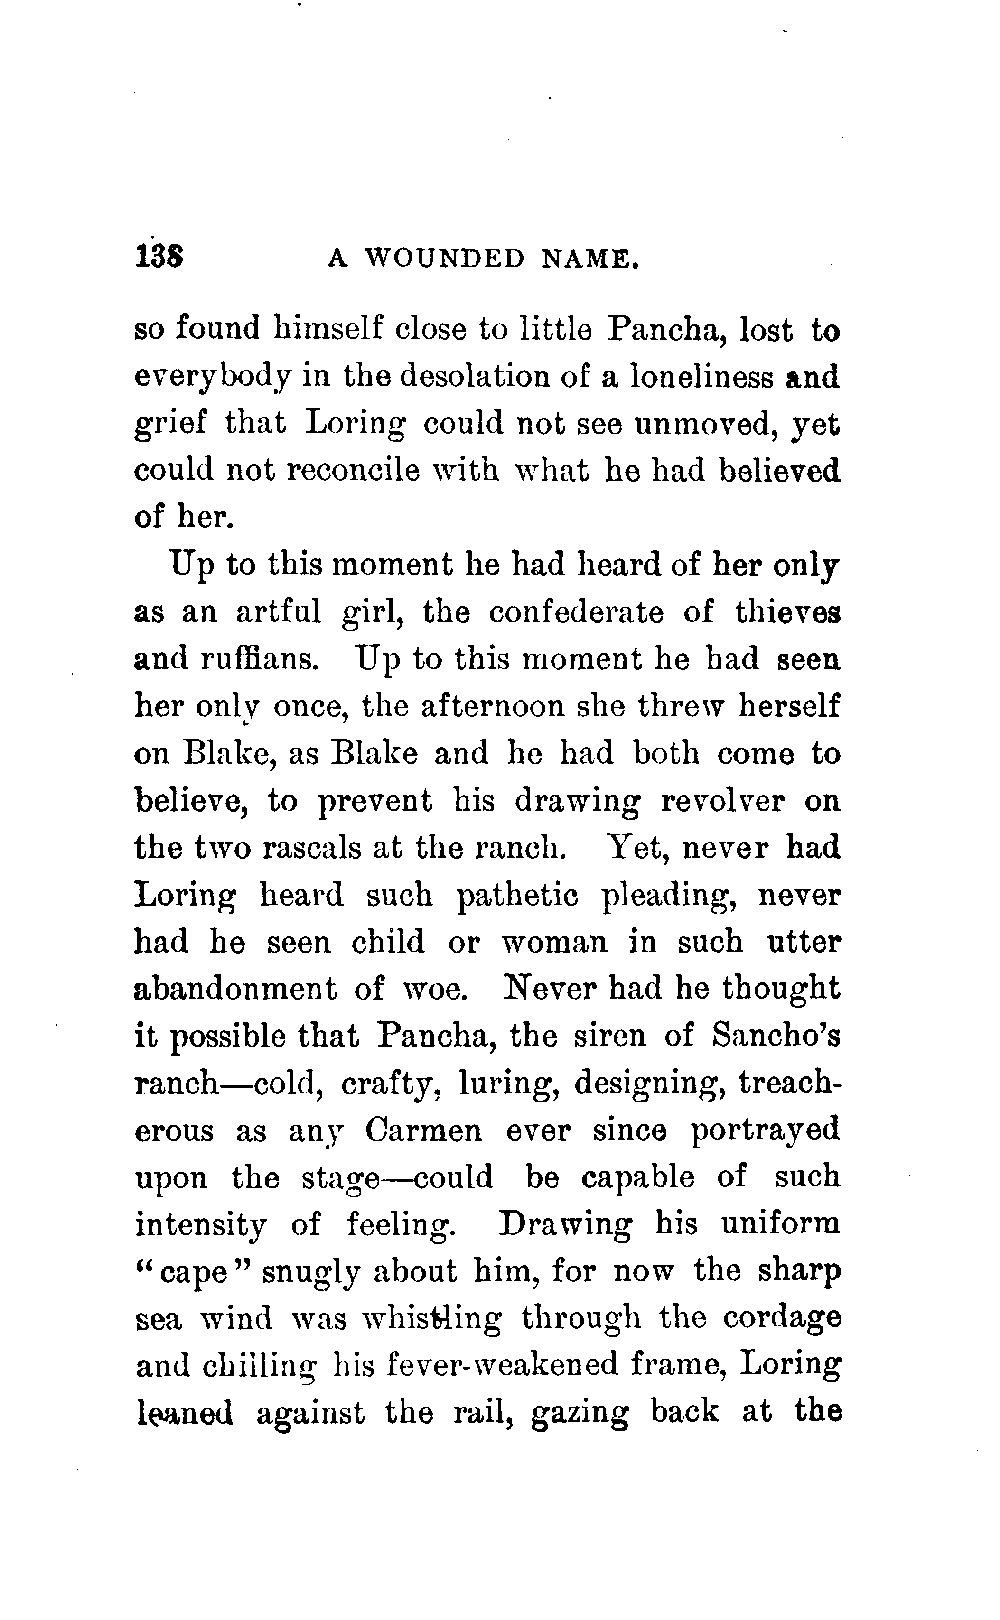 138 A WOUNDED NAME.
so found himself close to little Pancha, lost to
everybody in the desolation of a loneliness and
grief that Loring could not see unmoved, yet
could not reconcile with what he had believed
of her.
Up to this moment he had heard of her only
as an artful girl, the confederate of thieves
and ruffians. Up to this moment he had seen
her only once, the afternoon she threw herself
on Blake, as Blake and he had both come to
believe, to prevent his drawing revolver on
the two rascals at the ranch. Yet, never had
Loring heard such pathetic pleading, never
had he seen child or woman in such utter
abandonment of woe. Never had he thought
it possible that Pancha, the siren of Sancho's
ranch—cold, crafty, luring, designing, treach-
erous as any Carmen ever since portrayed
upon the stage—could be capable of such
intensity of feeling. Drawing his uniform
"cape" snugly about him, for now the sharp
sea wind was whistling through the cordage
and chilling his fever-weakened frame, Loring
leaned against the rail, gazing back at the